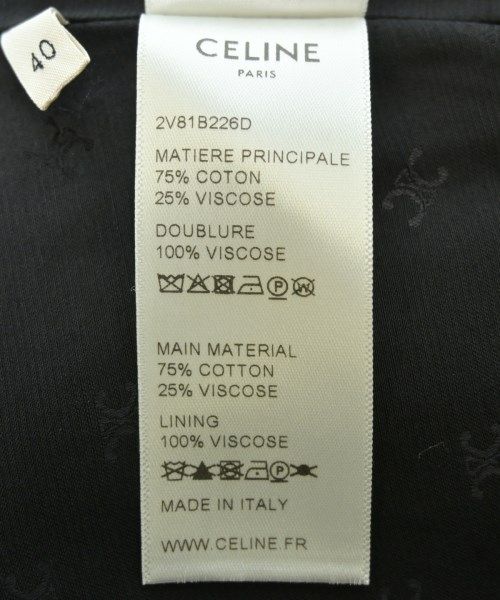 40
CELINE
PARIS
2V81B226D
MATIERE PRINCIPALE
75% COTON
25% VISCOSE
DOUBLURE
100% VISCOSE
P W
MAIN MATERIAL
75% COTTON
25% VISCOSE
LINING
100% VISCOSE
P
MADE IN ITALY
WWW.CELINE.FR